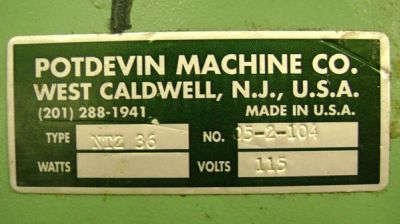 POTDEVIN MACHINE CO.
WEST CALDWELL, N.J., U.S.A.
(201) 288-1941 MADE IN U.S.A.
TYPE NTZ 36 NO. 05-2-104
WATTS VOLTS 115